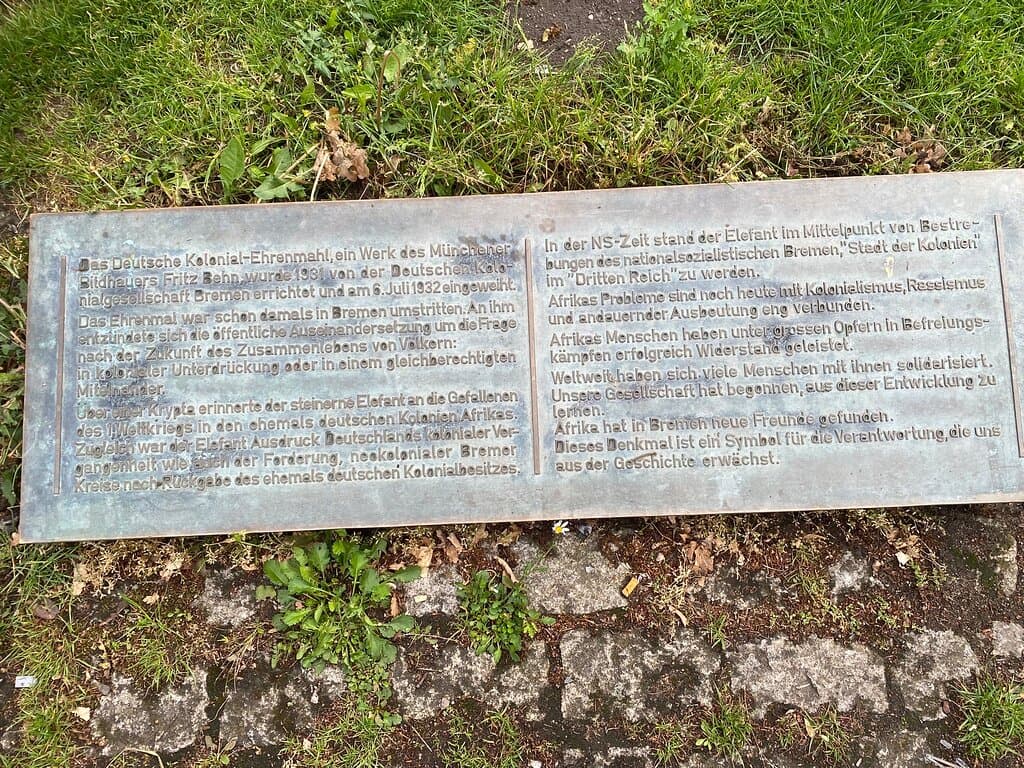 Das Deutsche Kolonial-Ehrenmahl, ein Werk des Münchener
Bildhauers Fritz Behn, wurde 1931 von der Deutschen Kolo-
nialgesellschaft Bremen errichtet und am 6. Juli 1932 eingeweiht.
Das Ehrenmal war schon damals in Bremen umstritten: An ihm
entzündete sich die öffentliche Auseinandersetzung um die Frage
nach der Zukunft des Zusammenlebens von Völkern:
in kolonialer Unterdrückung oder in einem gleichberechtigten
Miteinander.
Über einer Krypta erinnerte der steinerne Elefant an die Gefallenen
des I. Weltkriegs in den ehemals deutschen Kolonien Afrikas.
Zugleich war der Elefant Ausdruck Deutschlands kolonialer Ver-
gangenheit wie auch der Forderung, neokolonialer Bremer
Kreise nach Rückgabe des ehemals deutschen Kolonialbesitzes.
In der NS-Zeit stand der Elefant im Mittelpunkt von Bestre-
bungen des nationalsozialistischen Bremen, "Stadt der Kolonien"
im "Dritten Reich" zu werden.
Afrikas Probleme sind noch heute mit Kolonialismus, Rassismus
und andauernder Ausbeutung eng verbunden.
Afrikas Menschen haben unter grossen Opfern in Befreiungs-
kämpfen erfolgreich Widerstand geleistet.
Weltweit haben sich viele Menschen mit ihnen solidarisiert.
Unsere Gesellschaft hat begonnen, aus dieser Entwicklung zu
lernen.
Afrika hat in Bremen neue Freunde gefunden.
Dieses Denkmal ist ein Symbol für die Verantwortung, die uns
aus der Geschichte erwächst.